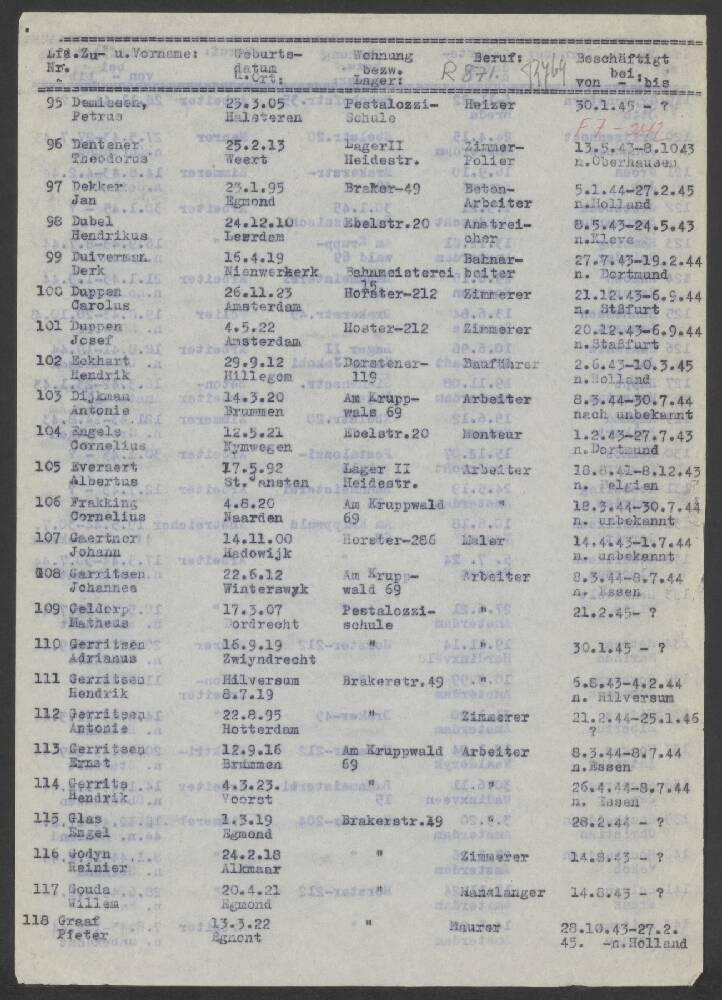 Lfd.Zu- u.Vorname: Geburts- Wohnung Beruf: Beschäftigt
Nr. datum bezw. bei:
u.Ort: Lager: R 871. von - bis
95 Demissen, 23.3.05 Pestalozzi- Heizer 30.1.45 - ?
Petrus Halsteren Schule
96 Dentener 25.2.13 LagerII Zimmer- 13.5.43-8.1043
Theodorus Weert Heidestr. Polier n.Oberhausen
97 Dekker 23.1.95 Braker-49 Beton- 5.1.44-27.2.45
Jan Egmond Arbeiter n.Holland
98 Dubel 24.12.10 Ebelstr.20 Anstrei- 8.5.43-24.5.43
Hendrikus Leerdam cher n.Kleve
99 Duiverman. 16.4.19 Bahnar- 27.7.43-19.2.44
Derk Nienwerkerk Bahnmeisterei beiter n. Dortmund
15
100 Duppen 26.11.23 Horster-212 Zimmerer 21.12.43-6.9.44
Carolus Amsterdam n. Staßfurt
101 Duppen 4.5.22 Hoster-212 Zimmerer 20.12.43-6.9.44
Josef Amsterdam n.Staßfurt
102 Eckhart 29.9.12 Dorstener- Bauführer 2.6.43-10.3.45
Hendrik Hillegom 119 n.Holland
103 Dijkman 14.3.20 Am Krupp- Arbeiter 8.3.44-30.7.44
Antonie Brummen wals 69 nach unbekannt
104 Engels 12.5.21 Ebelstr.20 Monteur 1.2.43-27.7.43
Cornelius Nymwegen n.Dortmund
105 Everaert 17.5.92 Lager II Arbeiter 18.8.41-8.12.43
Albertus St. ansten Heidestr. n. Belgien
106 Frakking 4.8.20 Am Kruppwald " 18.3.44-30.7.44
Cornelius Naarden 69 n. unbekannt
107 Gaertner 14.11.00 Horster-286 Maler 14.4.43-1.7.44
Johann Hadowijk n. unbekannt
108 Garritsen 22.6.12 Am Krupp- Arbeiter 8.3.44-8.7.44
Johannes Winterswyk wald 69 n. Essen
109 Geldorp 17.3.07 Pestalozzi- ". 21.2.45- ?
Matheus Dordrecht schule
110 Gerritsen 16.9.19 " ". 30.1.45 - ?
Adrianus Zwiyndrecht
111 Gerritsen Hilversum Brakerstr.49 ". 5.8.43-4.2.44
Hendrik 8.7.19 n. Hilversum
112 Gerritsen 22.8.95 " Zimmerer 21.2.44-25.1.46
Antonie Rotterdam ?
113 Gerritsen 12.9.16 Am Kruppwald Arbeiter 8.3.44-8.7.44
Ernst Brummen 69 n.Essen
114 Gerrits 4.3.23. " " 26.4.44-8.7.44
Hendrik Voorst n. Essen
115 Glas 1.3.19 Brakerstr.49 ". 28.2.44 - ?
Engel Egmond
116 Godyn 24.2.18 " Zimmerer 14.8.43 - ?
Reinier Alkmaar
117 Gouda 20.4.21 " Handlanger 14.8.43 - ?
Willem Egmond
118 Graaf 13.3.22 " Maurer 28.10.43-27.2.
Pieter Egmont 45. -n.Holland